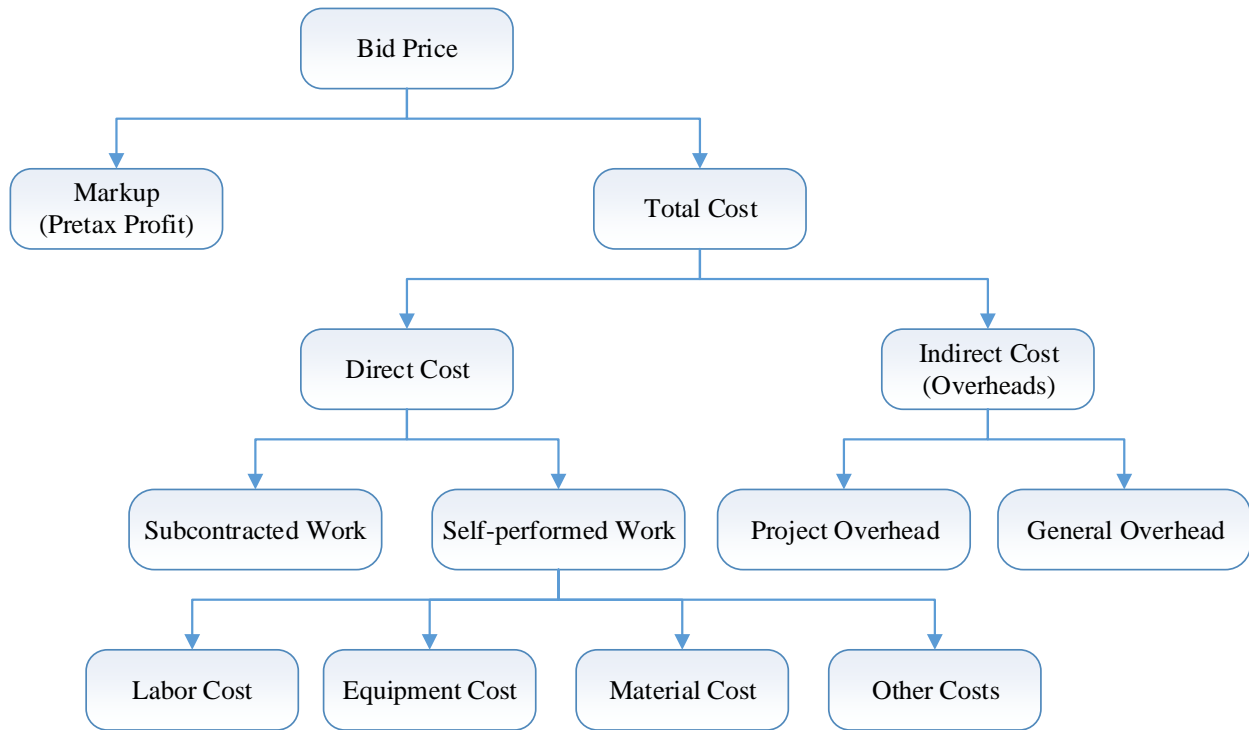 Bid Price
Markup
(Pretax Profit)
Total Cost
Direct Cost
Indirect Cost
(Overheads)
Subcontracted Work
Self-performed Work
Project Overhead
General Overhead
Labor Cost
Equipment Cost
Material Cost
Other Costs